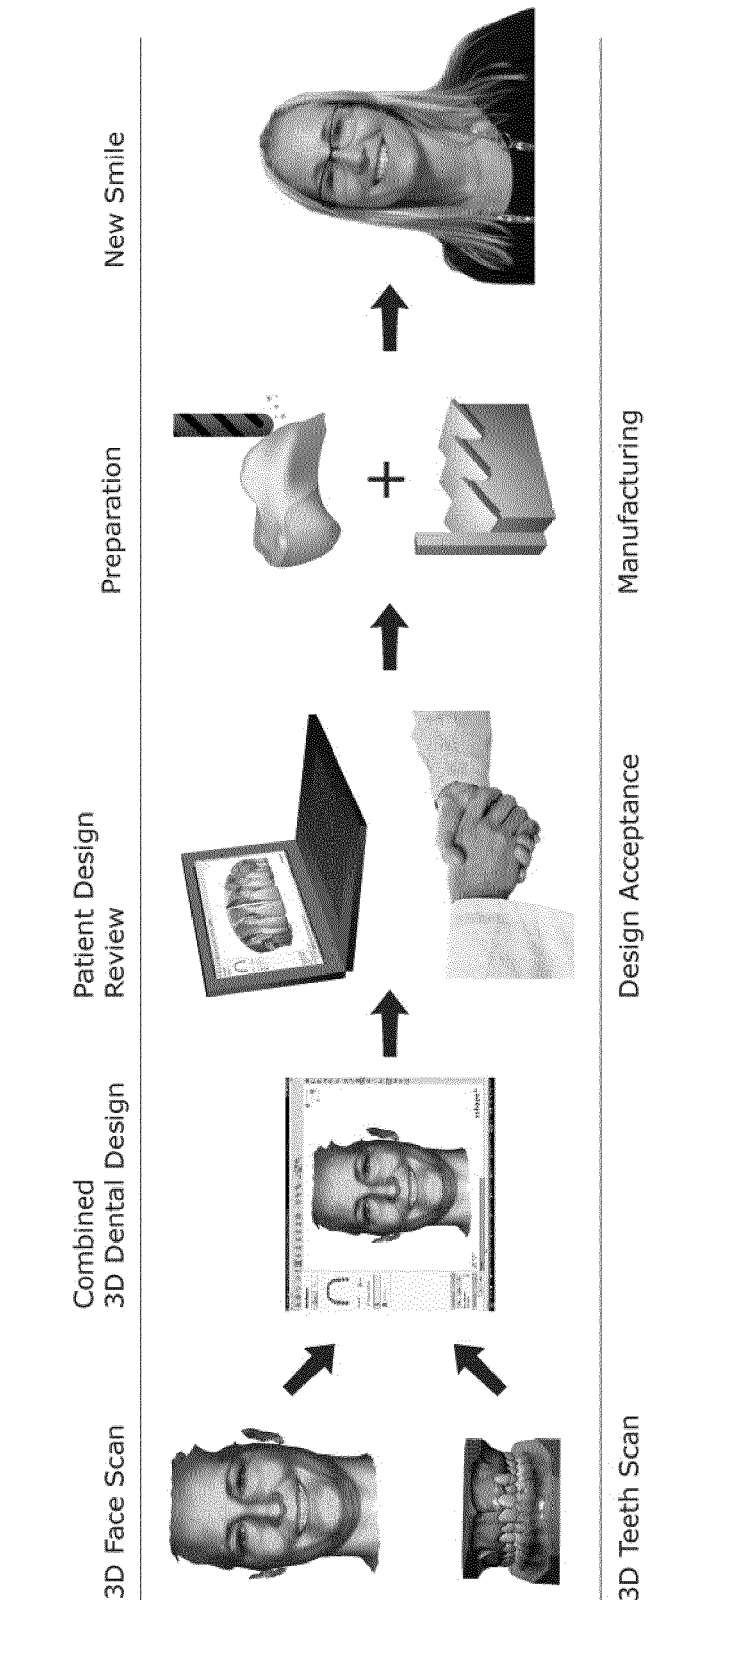 3D Face Scan
Combined
3D Dental Design
Patient Design
Review
Preparation
New Smile
3D Teeth Scan
Design Acceptance
Manufacturing